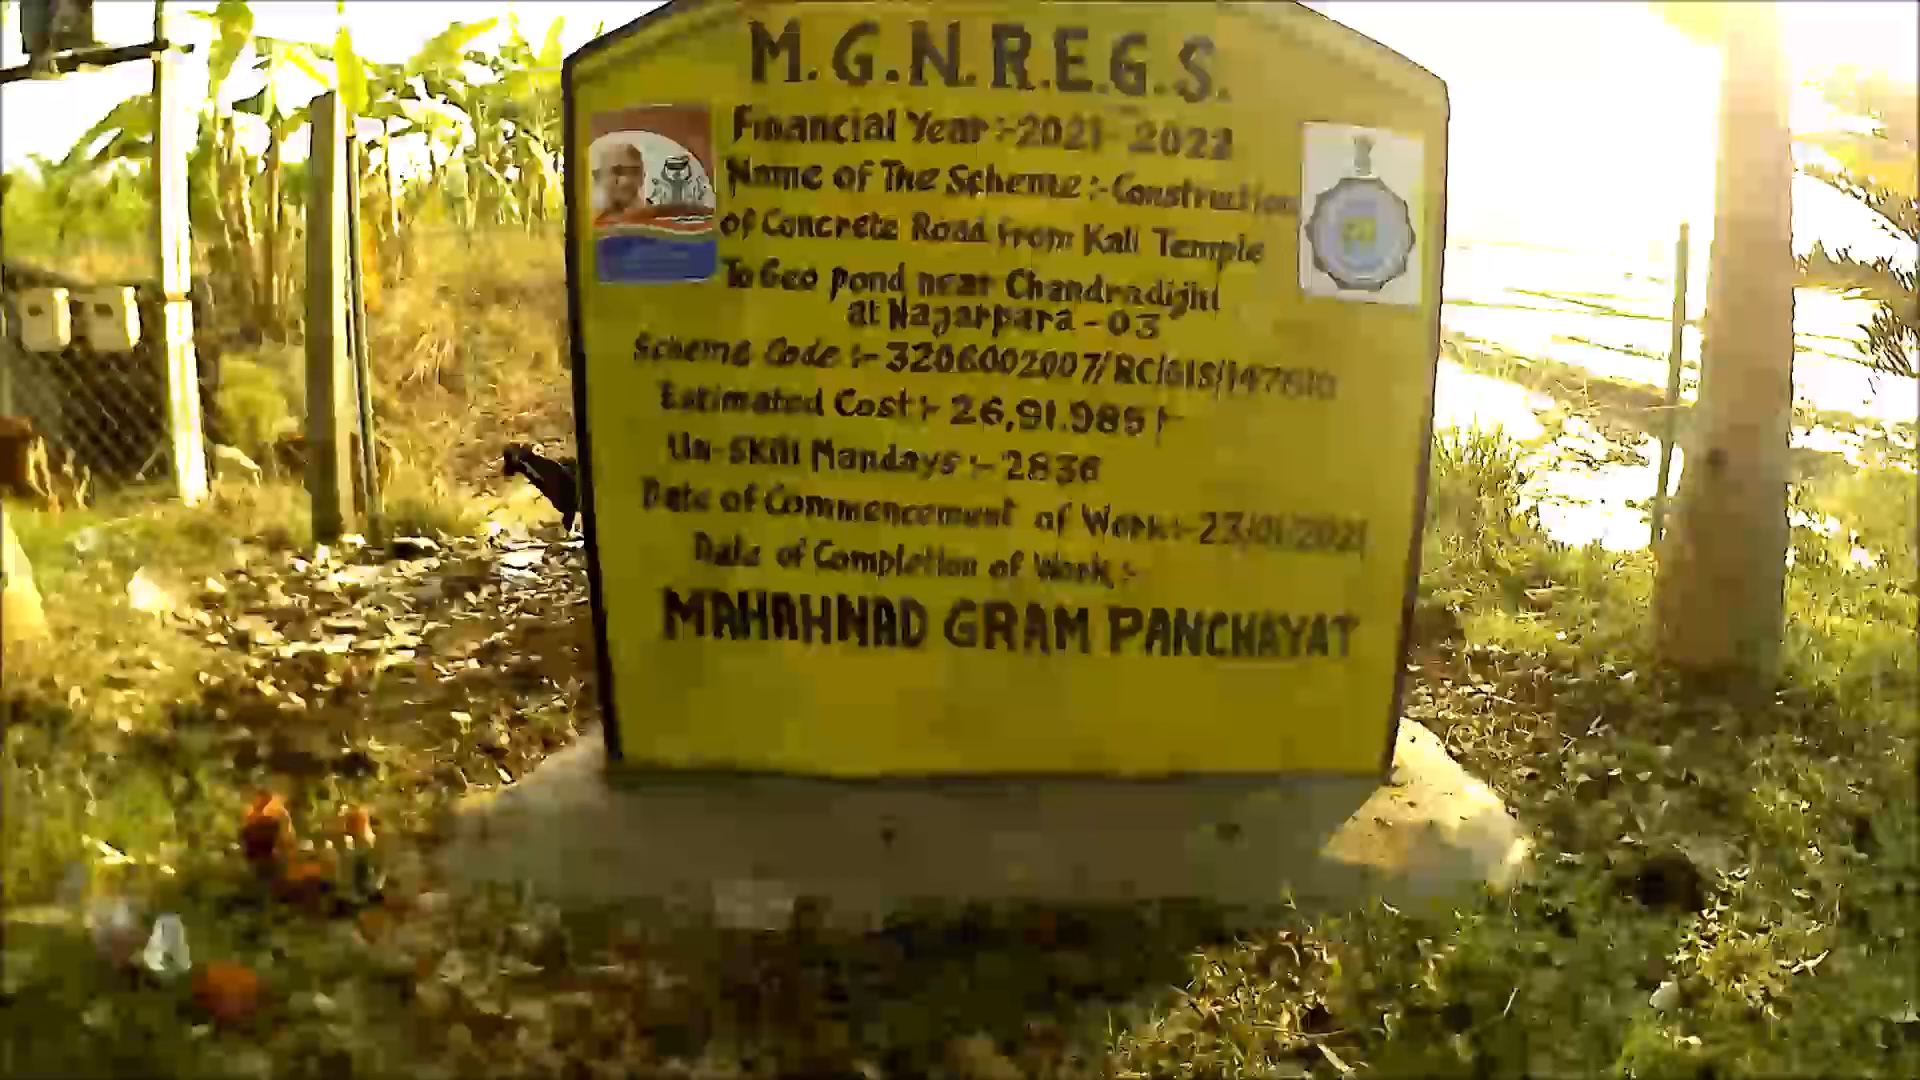 M.G.N.R.E.G.S.
Financial Year :- 2021-2022
Name of The Scheme :- Construction
of Concrete Road from Kali Temple
To Geo pond near Chandradighi
at Nagarpara - 03
Scheme Code :- 3206002007/RC/GIS/147610
Estimated Cost :- 26,91.985/-
Un-Skill Mandays :- 2836
Date of Commencement of Work :- 23/01/2021
Date of Completion of Work :-
MAHAHNAD GRAM PANCHAYAT